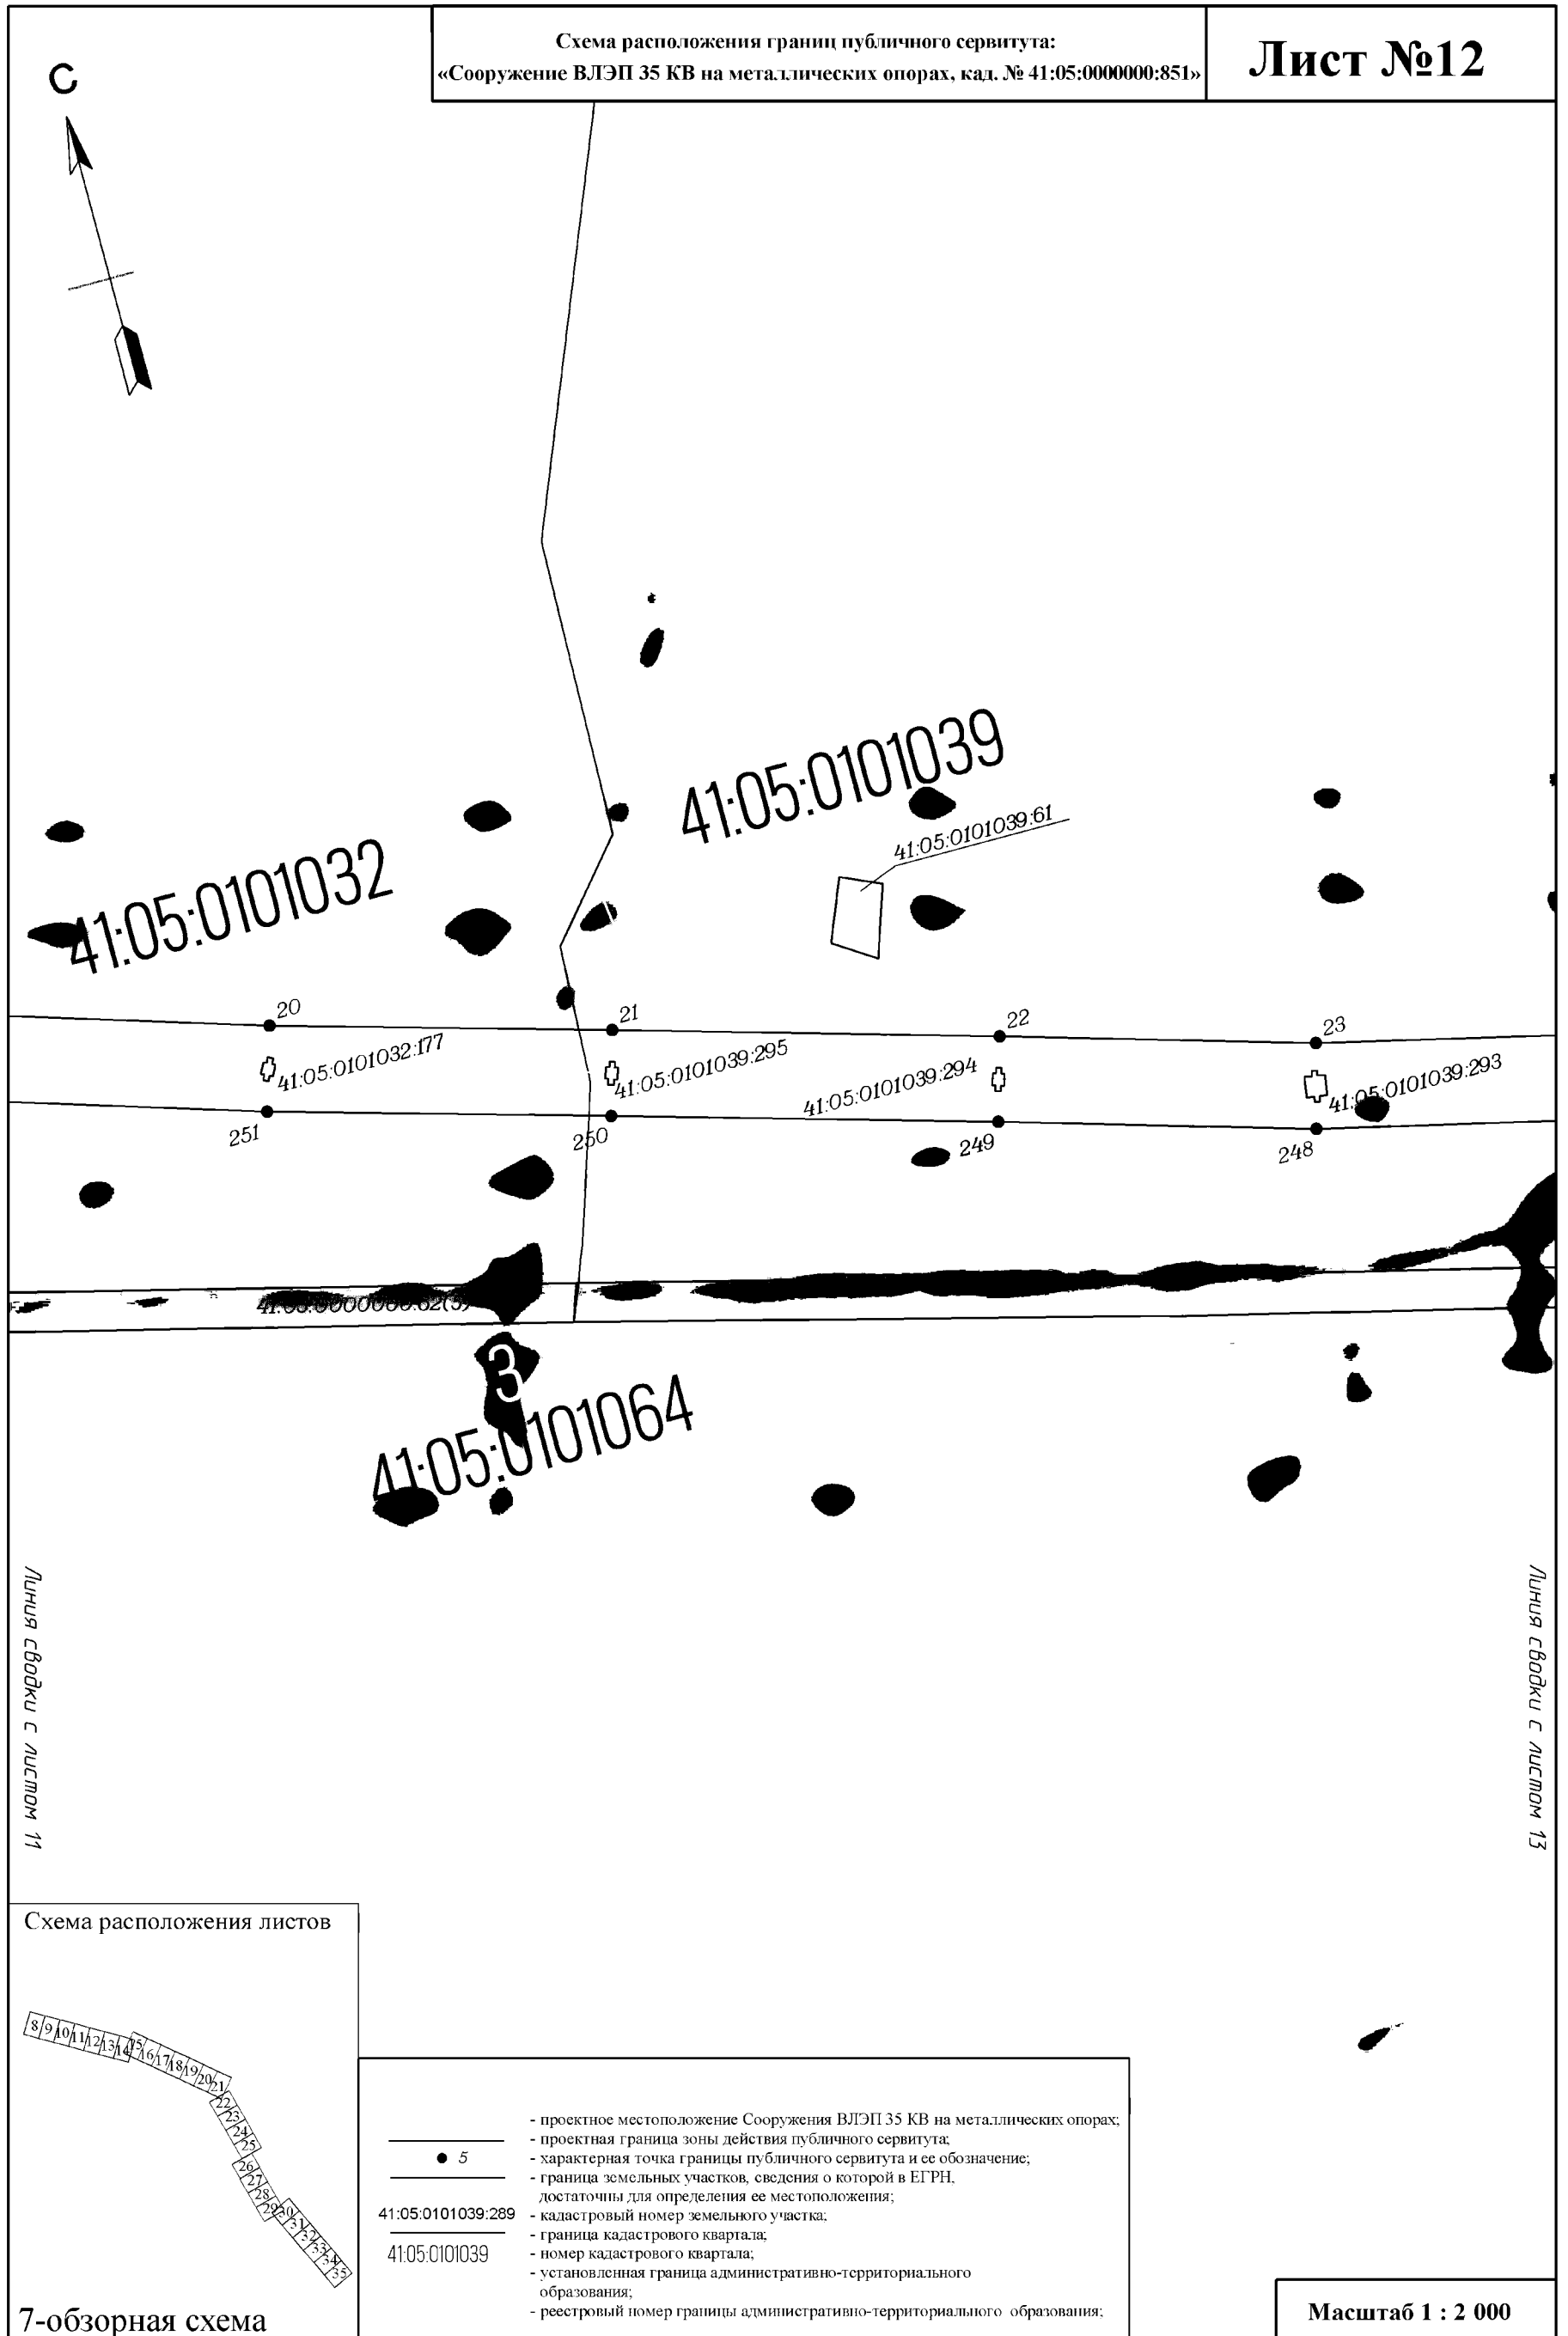 Схема расположения границ публичного сервитута:
«Сооружение ВЛЭП 35 КВ на металлических опорах, кад. № 41:05:0000000:851»
Лист №12
С
41:05:0101039
41:05:0101039:61
41:05:0101032
20
21
22
23
41:05:0101032:177
41:05:0101039:295
41:05:0101039:294
41:05:0101039:293
251
250
249
248
3
41:05:0101064
Линия сводки с листом 11
Линия сводки с листом 13
Схема расположения листов
8 9 10 11 12 13 14 15 16 17 18 19 20 21
22
23
24
25
26
27
28
29 30
31
32
33
34
35
7-обзорная схема
- проектное местоположение Сооружения ВЛЭП 35 КВ на металлических опорах;
- проектная граница зоны действия публичного сервитута;
5 - характерная точка границы публичного сервитута и ее обозначение;
- граница земельных участков, сведения о которой в ЕГРН,
достаточны для определения ее местоположения;
41:05:0101039:289 - кадастровый номер земельного участка;
- граница кадастрового квартала;
41:05:0101039 - номер кадастрового квартала;
- установленная граница административно-территориального
образования;
- реестровый номер границы административно-территориального образования;
Масштаб 1 : 2 000